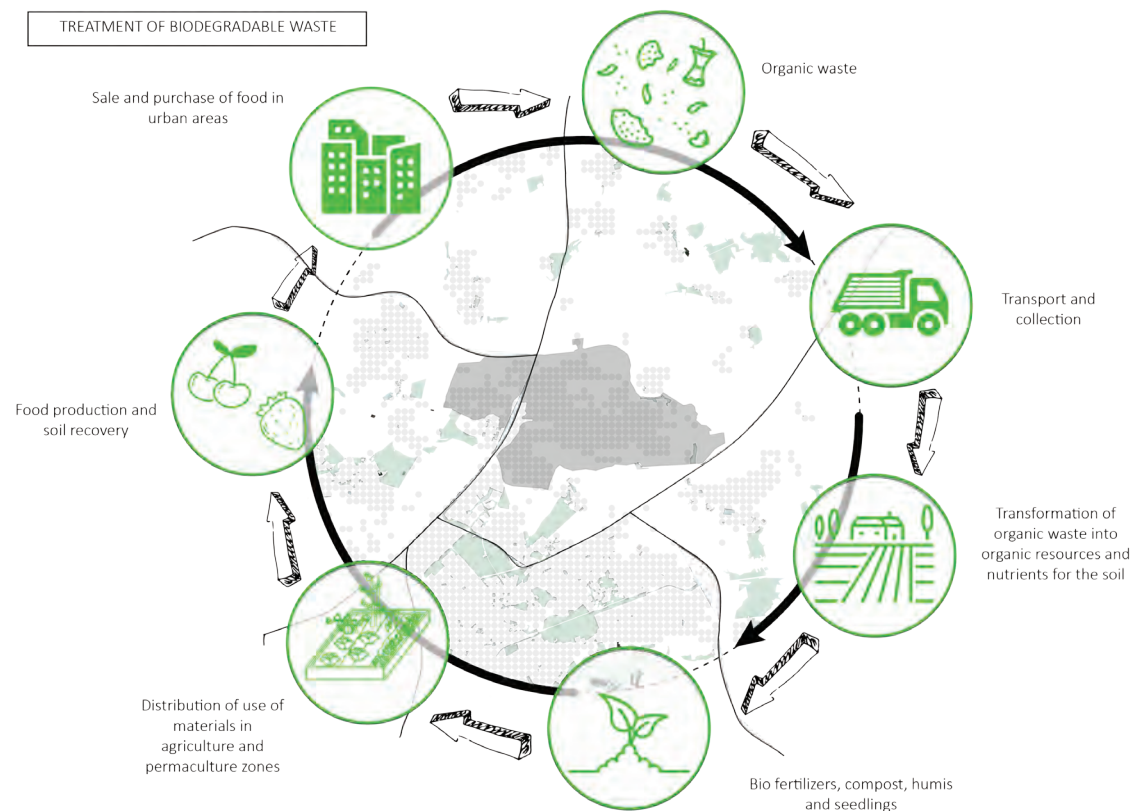 TREATMENT OF BIODEGRADABLE WASTE
Organic waste
Sale and purchase of food in
urban areas
Transport and
collection
Food production and
soil recovery
Transformation of
organic waste into
organic resources and
nutrients for the soil
Distribution of use of
materials in
agriculture and
permaculture zones
Bio fertilizers, compost, humis
and seedlings